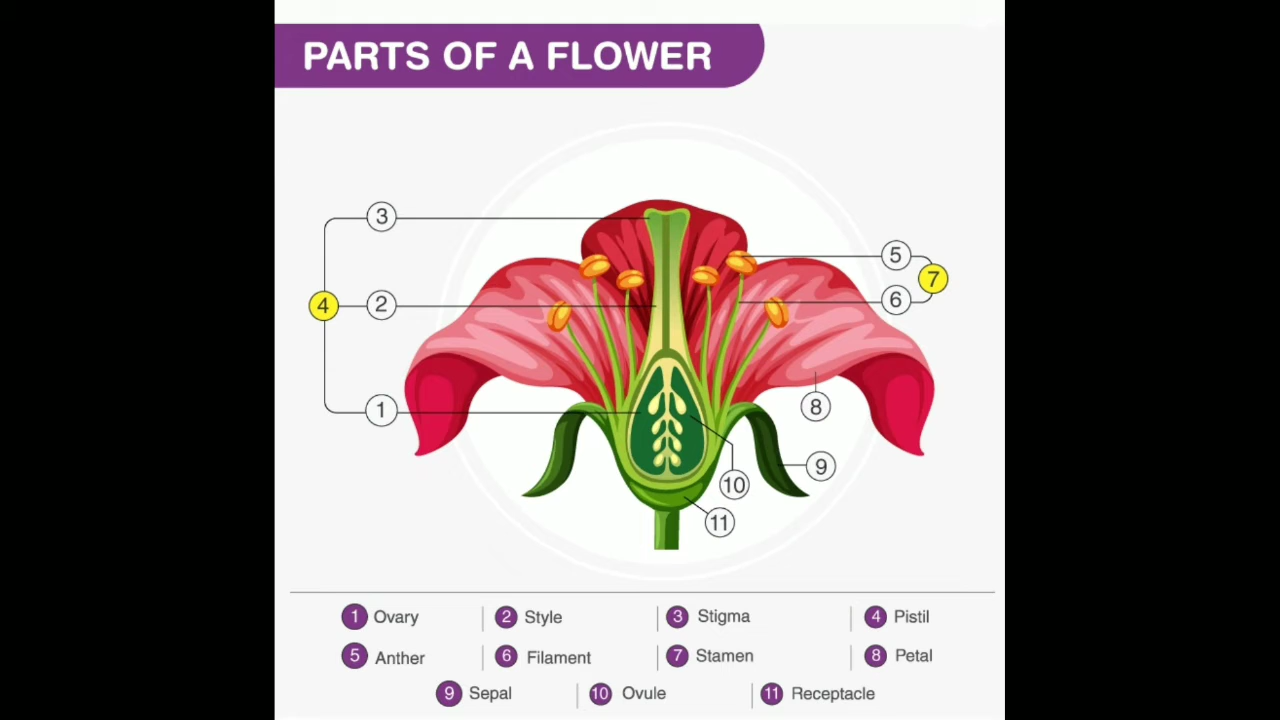 PARTS OF A FLOWER
3
5
7
4
2
6
1
8
9
10
11
1 Ovary 2 Style 3 Stigma 4 Pistil
5 Anther 6 Filament 7 Stamen 8 Petal
9 Sepal 10 Ovule 11 Receptacle